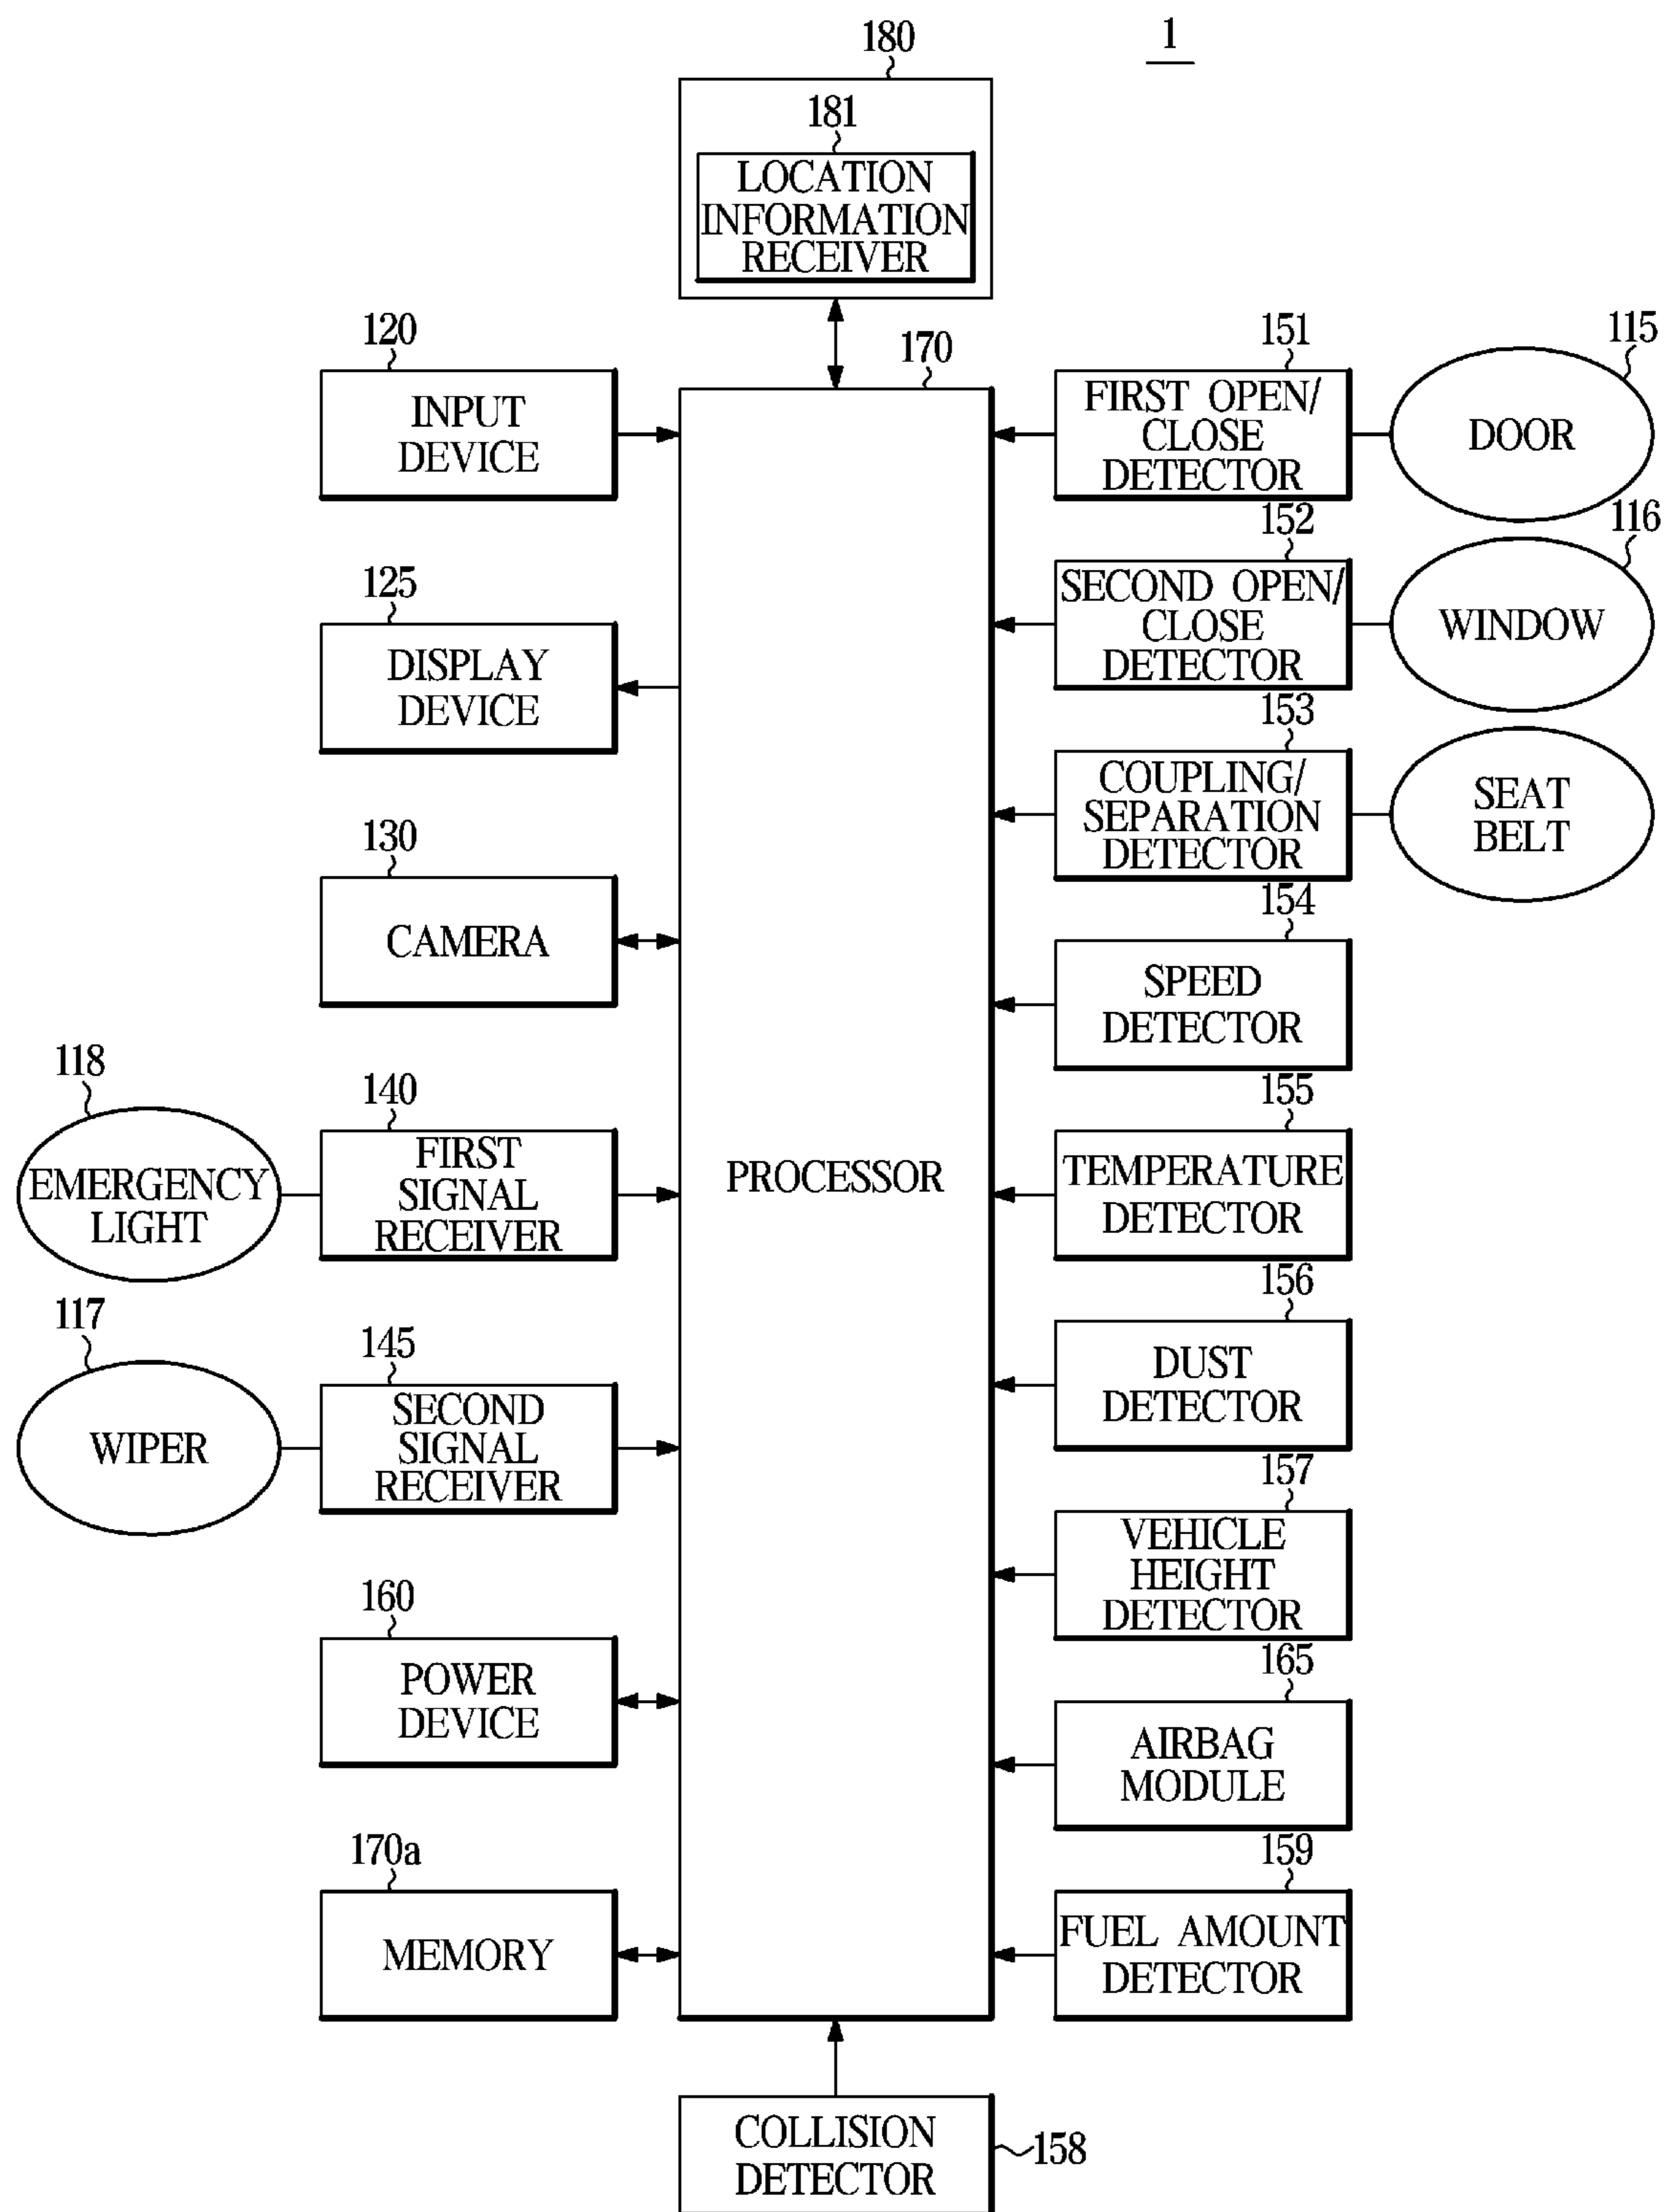 1
180
181
LOCATION
INFORMATION
RECEIVER
120
INPUT
DEVICE
170
PROCESSOR
151
FIRST OPEN/
CLOSE
DETECTOR
115
DOOR
152
SECOND OPEN/
CLOSE
DETECTOR
116
WINDOW
125
DISPLAY
DEVICE
153
COUPLING/
SEPARATION
DETECTOR
SEAT
BELT
130
CAMERA
154
SPEED
DETECTOR
118
EMERGENCY
LIGHT
140
FIRST
SIGNAL
RECEIVER
155
TEMPERATURE
DETECTOR
117
WIPER
145
SECOND
SIGNAL
RECEIVER
156
DUST
DETECTOR
157
VEHICLE
HEIGHT
DETECTOR
160
POWER
DEVICE
165
AIRBAG
MODULE
170a
MEMORY
159
FUEL AMOUNT
DETECTOR
COLLISION
DETECTOR
158